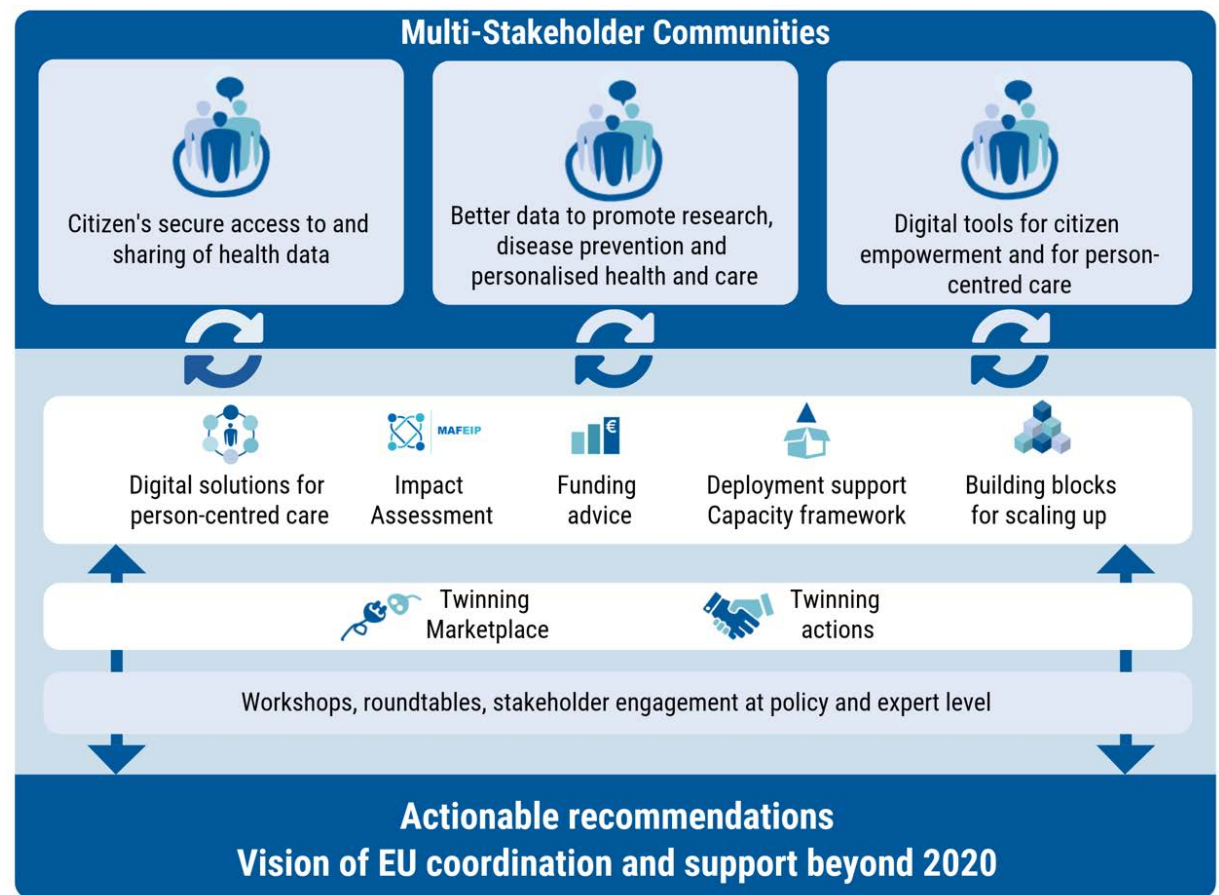 Multi-Stakeholder Communities
Citizen's secure access to and
sharing of health data
Better data to promote research,
disease prevention and
personalised health and care
Digital tools for citizen
empowerment and for person-
centred care
€
MAFEIP
Digital solutions for
person-centred care
Impact
Assessment
Funding
advice
Deployment support
Capacity framework
Building blocks
for scaling up
Twinning
Marketplace
Twinning
actions
Workshops, roundtables, stakeholder engagement at policy and expert level
Actionable recommendations
Vision of EU coordination and support beyond 2020